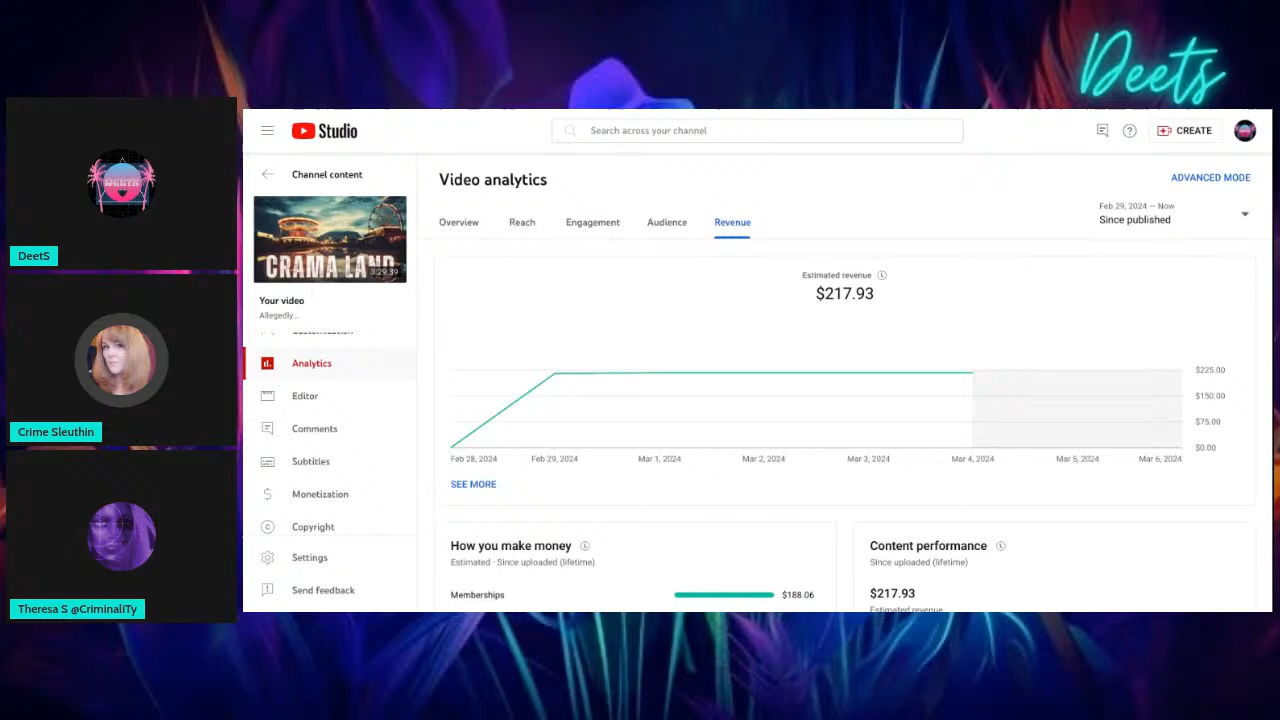 Deets
DEETS
DeetS
Crime Sleuthin
Theresa S @CriminaliTy
Studio
Search across your channel
CREATE
Channel content
CRAMA LAND
3:29:39
Your video
Allegedly...
Customization
Analytics
Editor
Comments
Subtitles
Monetization
Copyright
Settings
Send feedback
Video analytics
ADVANCED MODE
Overview
Reach
Engagement
Audience
Revenue
Feb 29, 2024 – Now
Since published
Estimated revenue
$217.93
$225.00
$150.00
$75.00
$0.00
Feb 28, 2024
Feb 29, 2024
Mar 1, 2024
Mar 2, 2024
Mar 3, 2024
Mar 4, 2024
Mar 5, 2024
Mar 6, 2024
SEE MORE
How you make money
Estimated · Since uploaded (lifetime)
Memberships
$188.06
Content performance
Since uploaded (lifetime)
$217.93
Estimated revenue